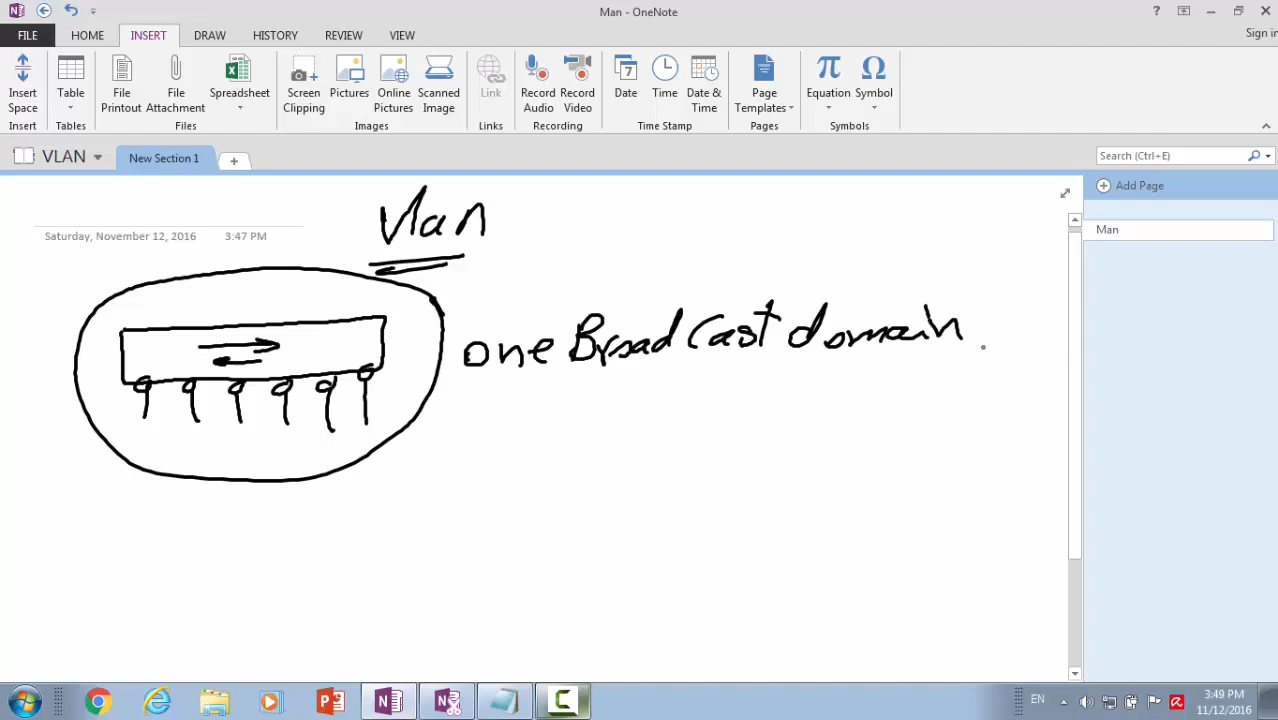 Man - OneNote
?
Sign in
FILE HOME INSERT DRAW HISTORY REVIEW VIEW
Insert Space
Table
File Printout
File Attachment
Spreadsheet
Screen Clipping
Pictures
Online Pictures
Scanned Image
Link
Record Audio
Record Video
Date
Time
Date & Time
Page Templates
Equation
Symbol
Insert Tables Files Images Links Recording Time Stamp Pages Symbols
VLAN New Section 1 +
Search (Ctrl+E)
Add Page
Man
Vlan
Saturday, November 12, 2016 3:47 PM
one BroadCast domain
EN
3:49 PM
11/12/2016